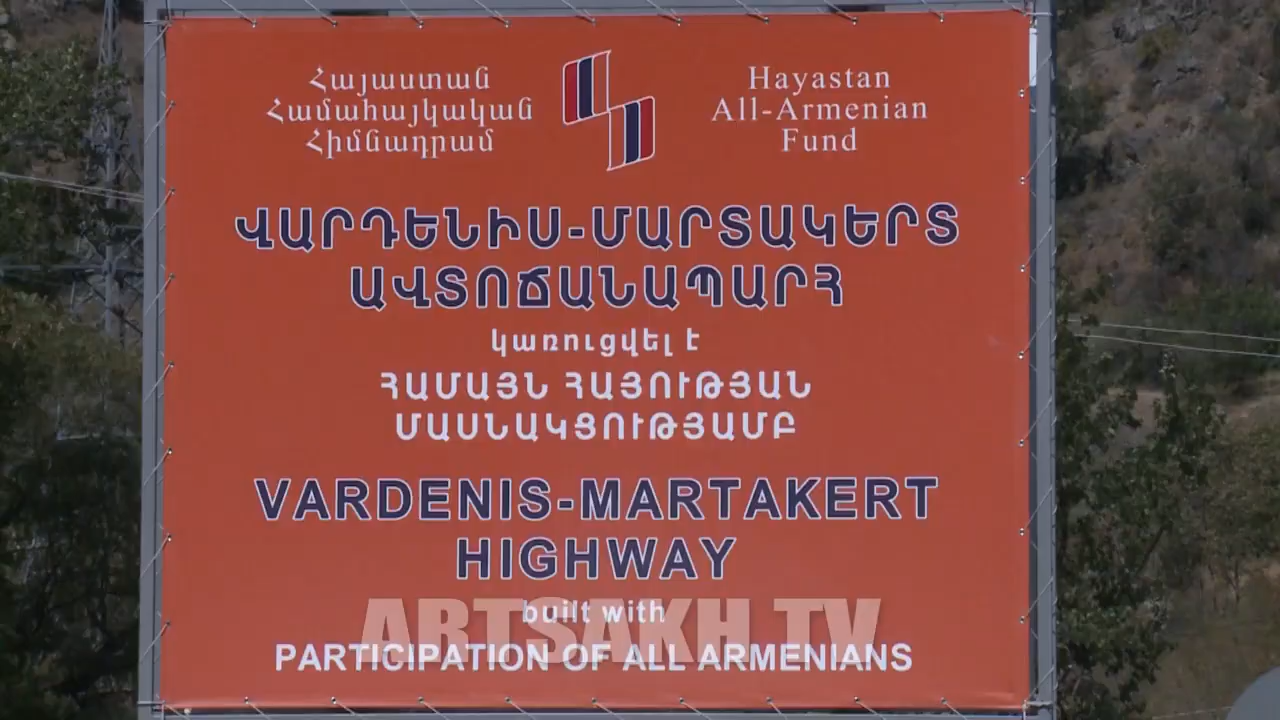 Հայաստան
Համահայկական
Հիմնադրամ
Hayastan
All-Armenian
Fund
ՎԱՐԴԵՆԻՍ-ՄԱՐՏԱԿԵՐՏ
ԱՎՏՈՃԱՆԱՊԱՐՀ
կառուցվել է
ՀԱՄԱՅՆ ՀԱՅՈՒԹՅԱՆ
ՄԱՍՆԱԿՑՈՒԹՅԱՄԲ
VARDENIS-MARTAKERT
HIGHWAY
built with
ARTSAKH TV
PARTICIPATION OF ALL ARMENIANS